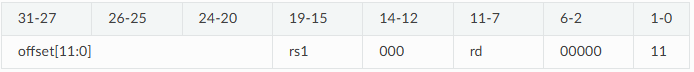 31-27 26-25 24-20 19-15 14-12 11-7 6-2 1-0
offset[11:0] rs1 000 rd 00000 11